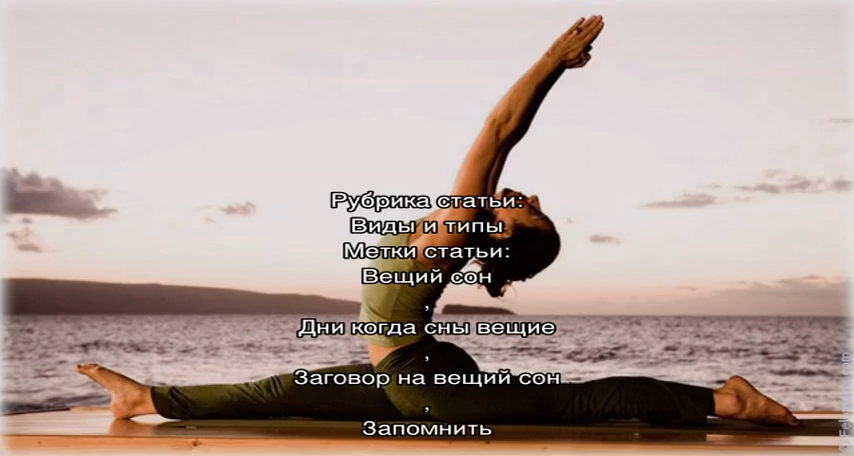 Рубрика статьи:
Виды и типы
Метки статьи:
Вещий сон
,
Дни когда сны вещие
,
Заговор на вещий сон
,
Запомнить